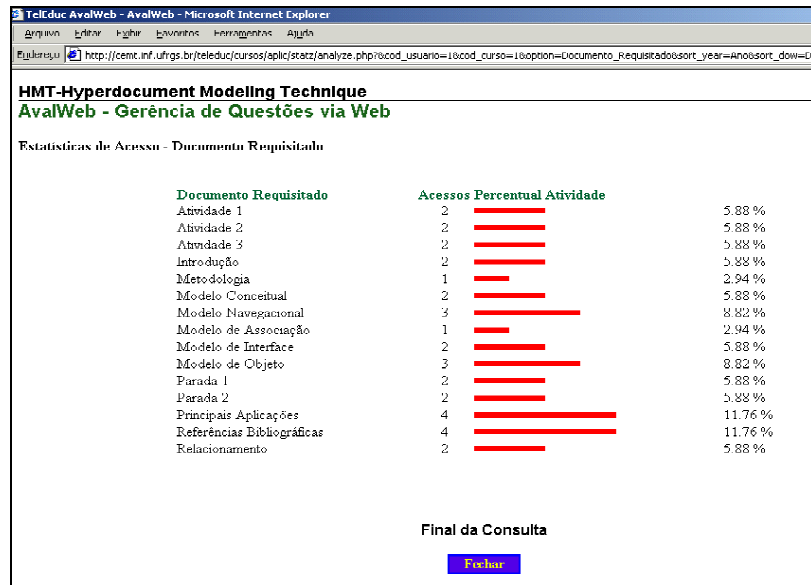 TelEduc AvalWeb - AvalWeb - Microsoft Internet Explorer
Arquivo Editar Exibir Favoritos Ferramentas Ajuda
Endereço http://cemt.inf.ufrgs.br/teleduc/cursos/aplic/statz/analyze.php?&cod_usuario=1&cod_curso=1&option=Documento_Requisitado&sort_year=Ano&sort_dow=D
HMT-Hyperdocument Modeling Technique
AvalWeb - Gerência de Questões via Web
Estatísticas de Acesso - Documento Requisitado
Documento Requisitado Acessos Percentual Atividade
Atividade 1 2 5.88 %
Atividade 2 2 5.88 %
Atividade 3 2 5.88 %
Introdução 2 5.88 %
Metodologia 1 2.94 %
Modelo Conceitual 2 5.88 %
Modelo Navegacional 3 8.82 %
Modelo de Associação 1 2.94 %
Modelo de Interface 2 5.88 %
Modelo de Objeto 3 8.82 %
Parada 1 2 5.88 %
Parada 2 2 5.88 %
Principais Aplicações 4 11.76 %
Referências Bibliográficas 4 11.76 %
Relacionamento 2 5.88 %
Final da Consulta
Fechar